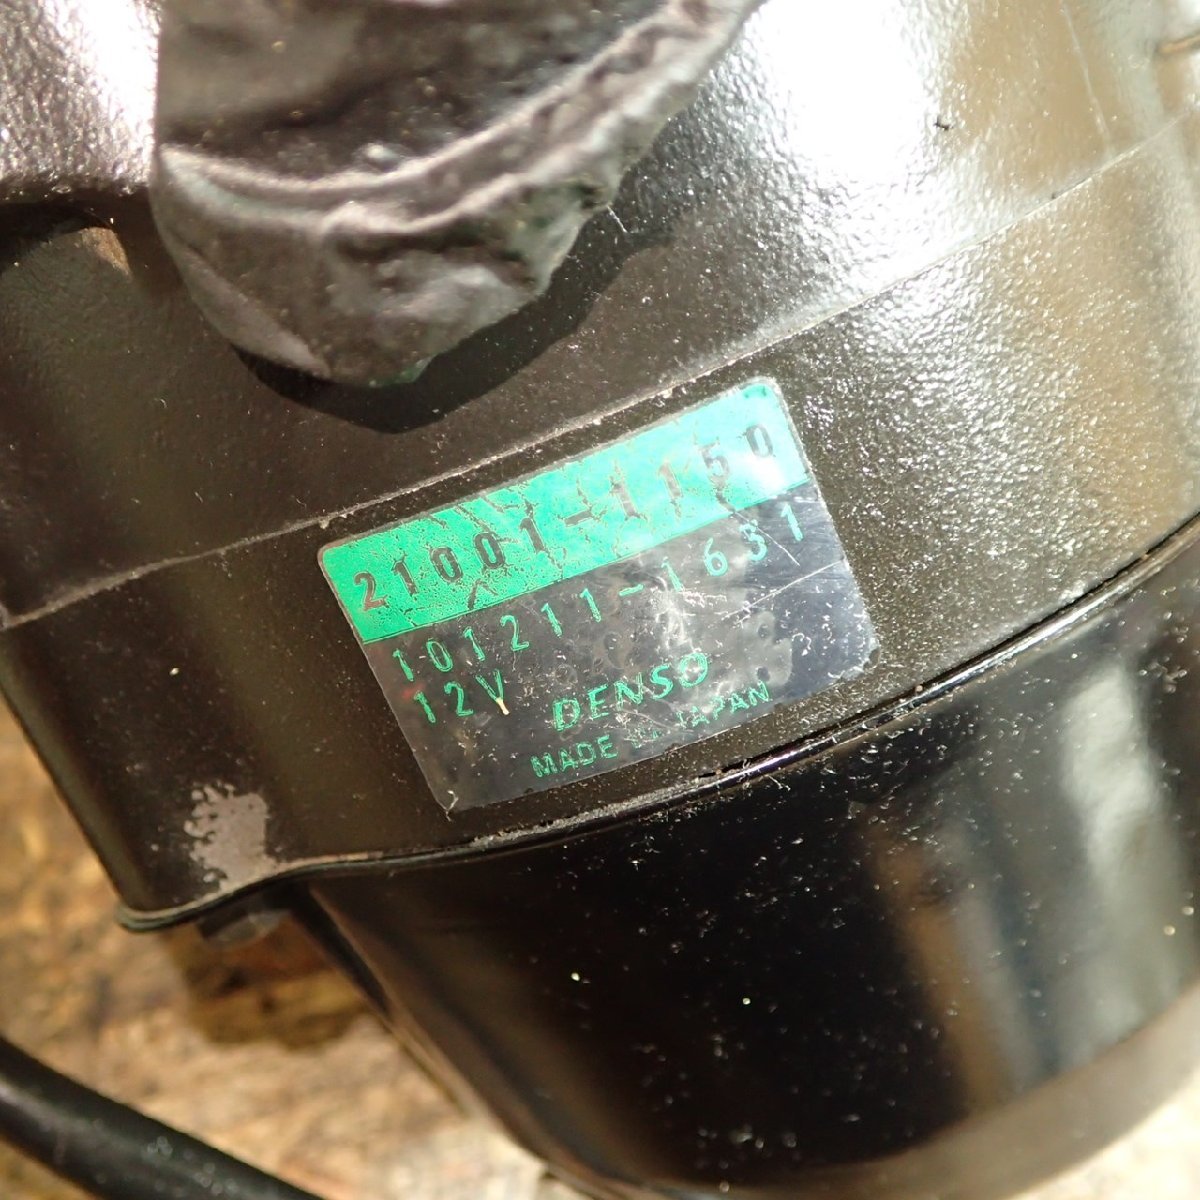 21001-1150
101211-1631
12V
DENSO
MADE IN JAPAN